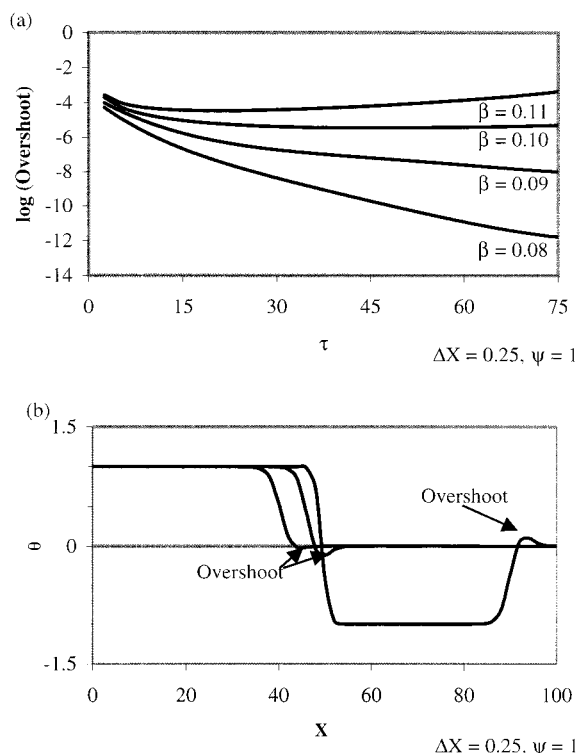 (a)
0
-2
-4
-6
-8
-10
-12
-14
log (Overshoot)
β = 0.11
β = 0.10
β = 0.09
β = 0.08
0
15
30
45
60
75
τ
ΔX = 0.25, ψ = 1
(b)
1.5
0
-1.5
θ
Overshoot
Overshoot
0
20
40
60
80
100
X
ΔX = 0.25, ψ = 1